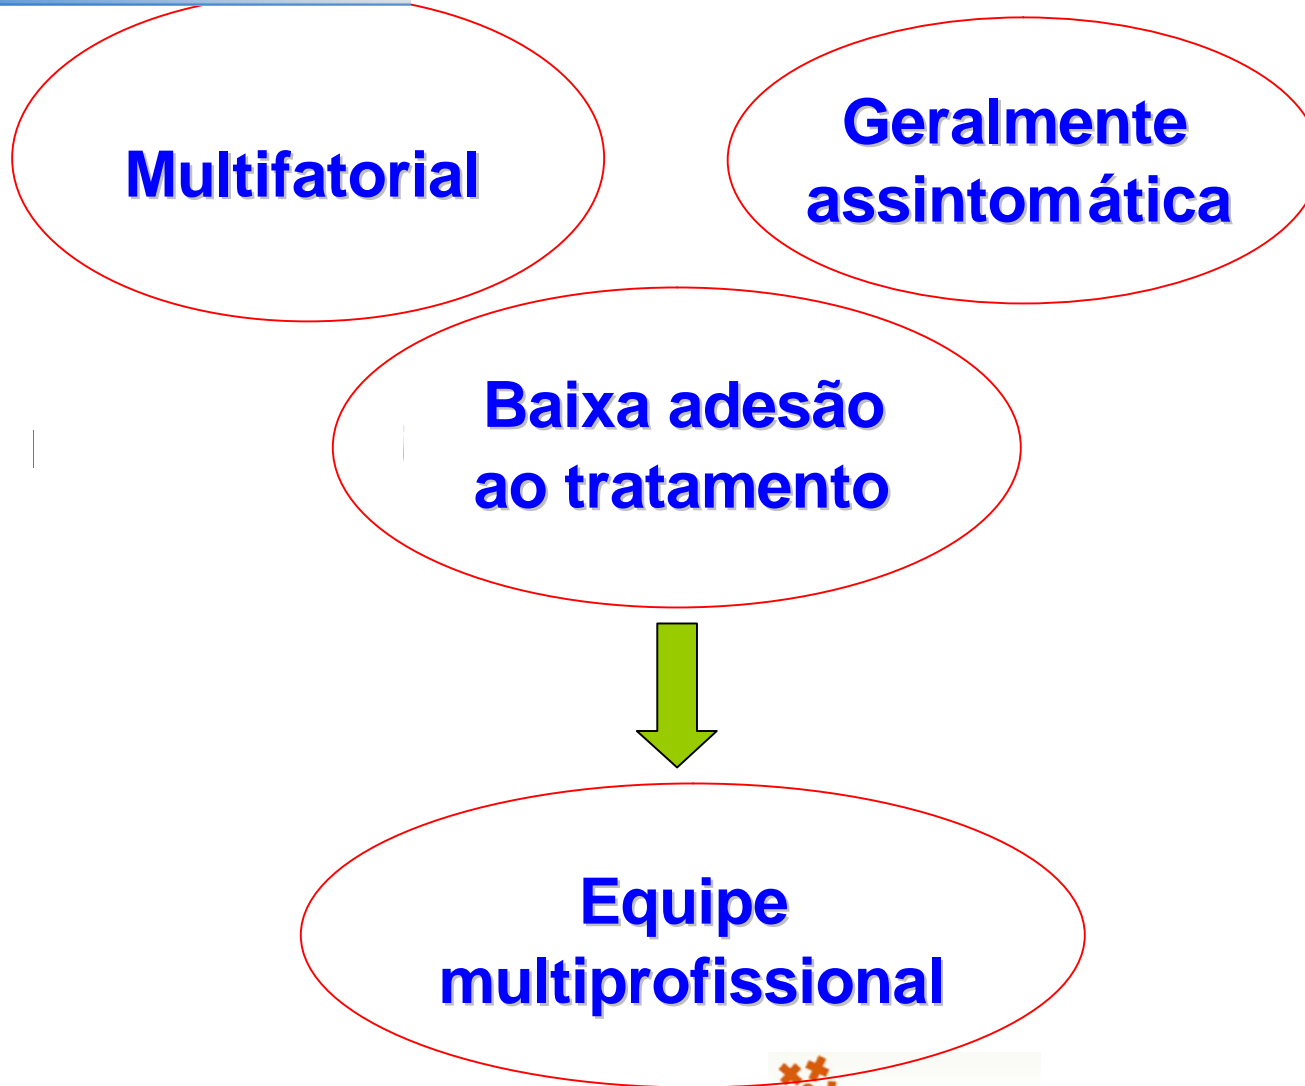 Multifatorial
Geralmente
assintomática
Baixa adesão
ao tratamento
Equipe
multiprofissional